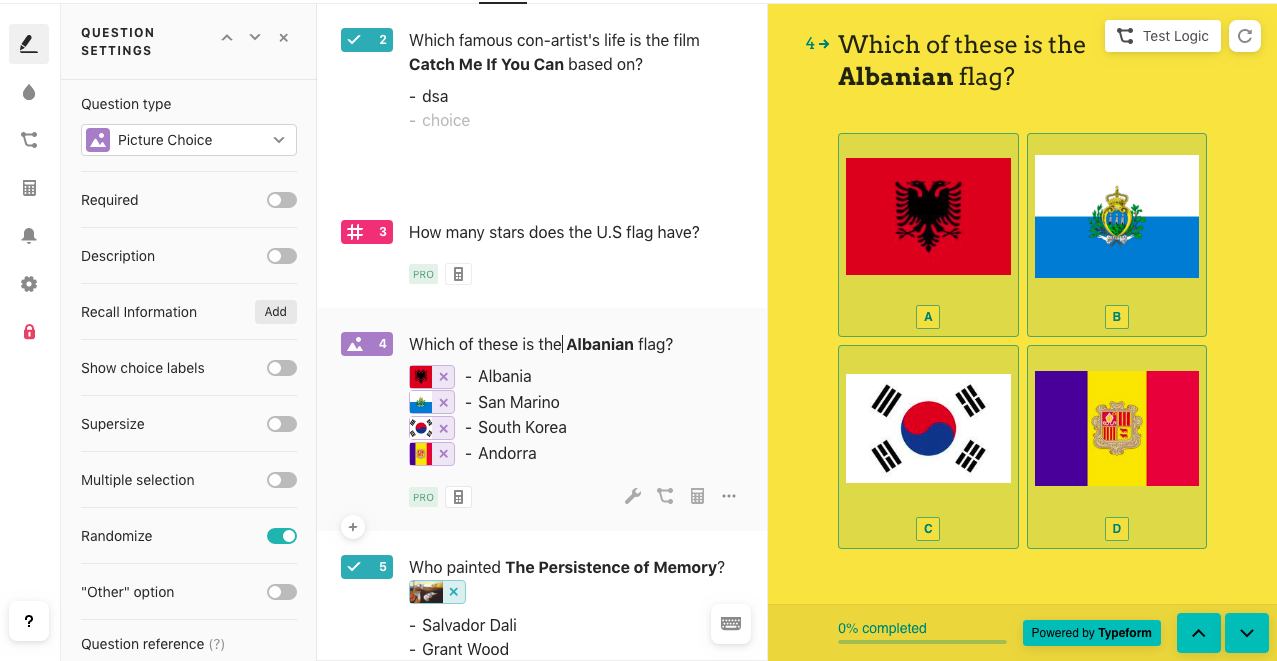 QUESTION
SETTINGS
Question type
Picture Choice
Required
Description
Recall Information
Add
Show choice labels
Supersize
Multiple selection
Randomize
"Other" option
Question reference (?)
?
2
Which famous con-artist's life is the film
Catch Me If You Can based on?
- dsa
- choice
3
How many stars does the U.S flag have?
PRO
4
Which of these is the Albanian flag?
- Albania
- San Marino
- South Korea
- Andorra
PRO
+
5
Who painted The Persistence of Memory?
- Salvador Dali
- Grant Wood
4 → Which of these is the
Albanian flag?
Test Logic
A
B
C
D
0% completed
Powered by Typeform